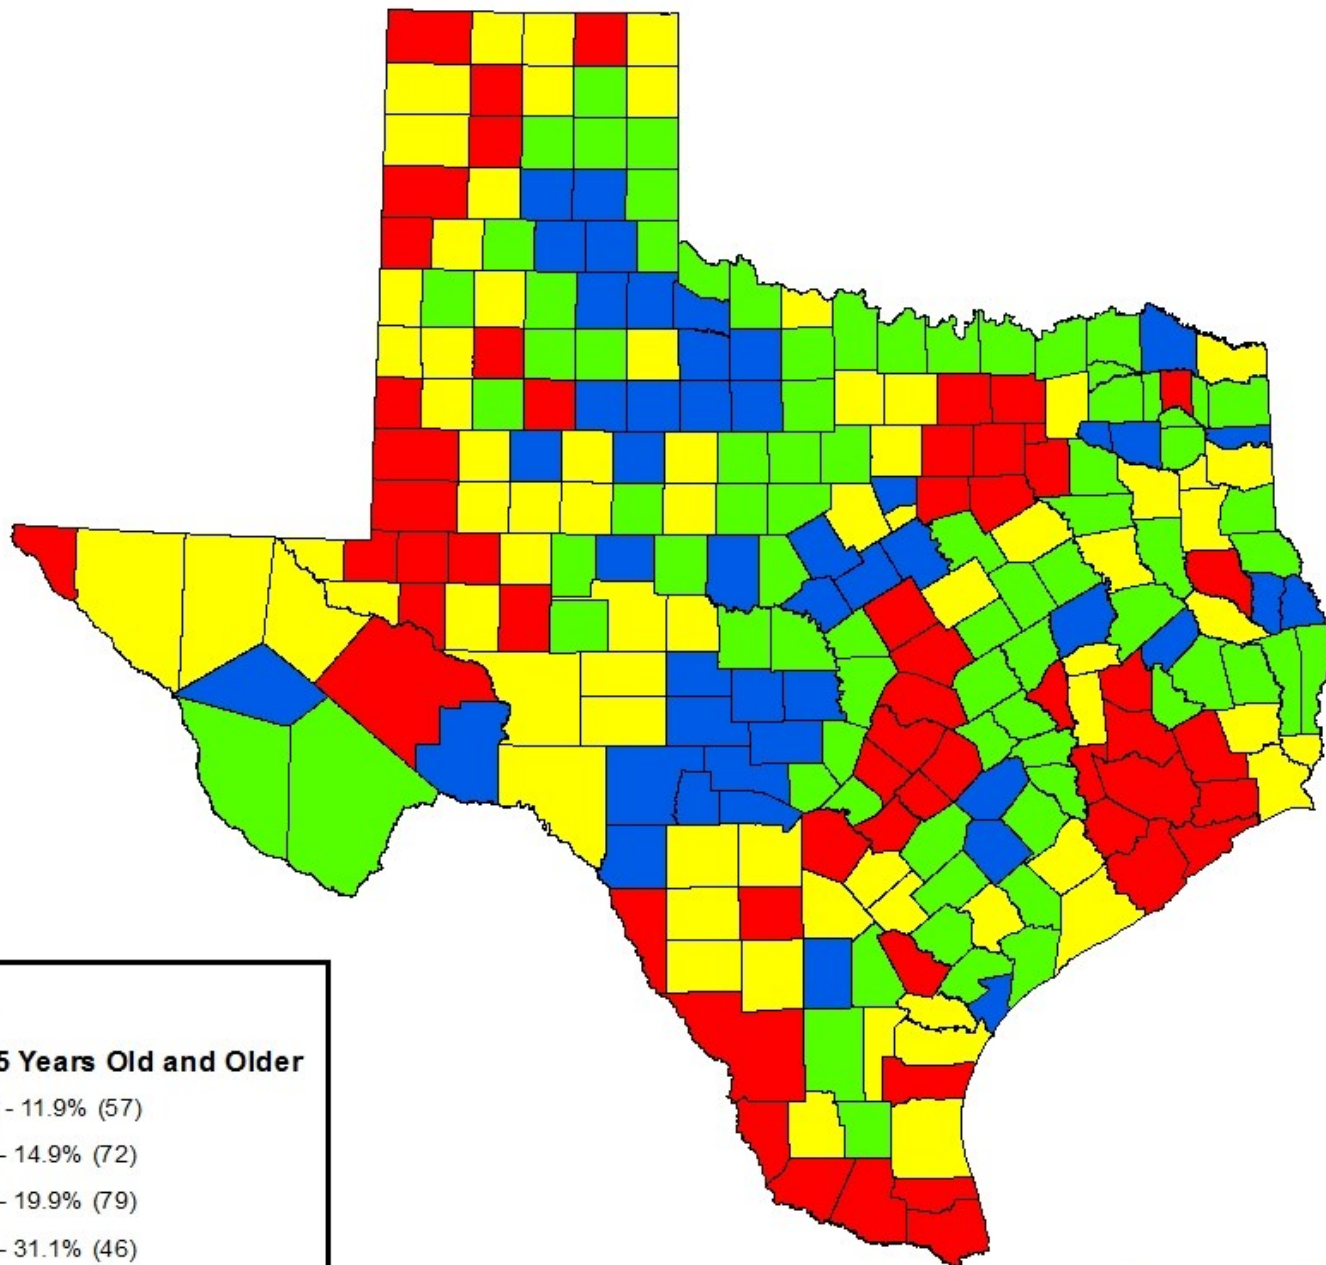 5 Years Old and Older
- 11.9% (57)
- 14.9% (72)
- 19.9% (79)
- 31.1% (46)